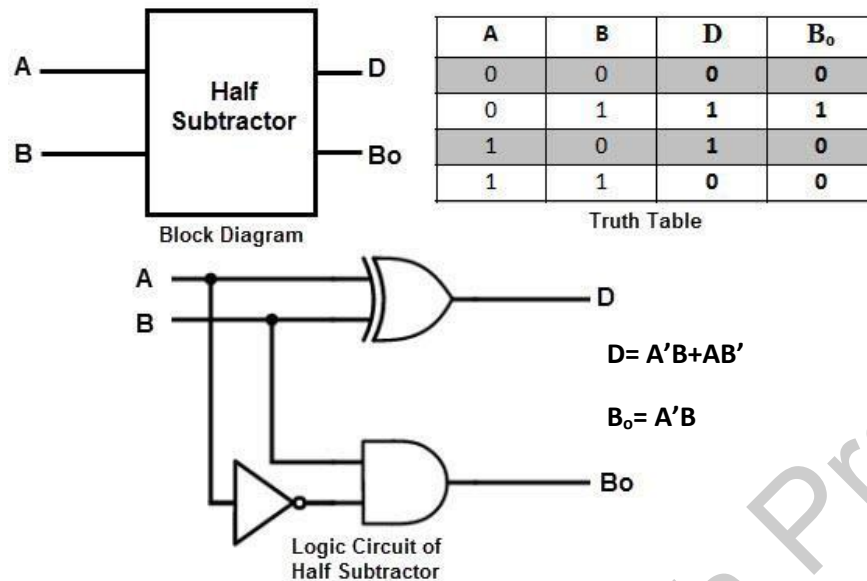 A
B
Half
Subtractor
D
Bo
Block Diagram
A B D Bₒ
0 0 0 0
0 1 1 1
1 0 1 0
1 1 0 0
Truth Table
A
B
D
D= A’B+AB’
Bₒ= A’B
Bo
Logic Circuit of
Half Subtractor